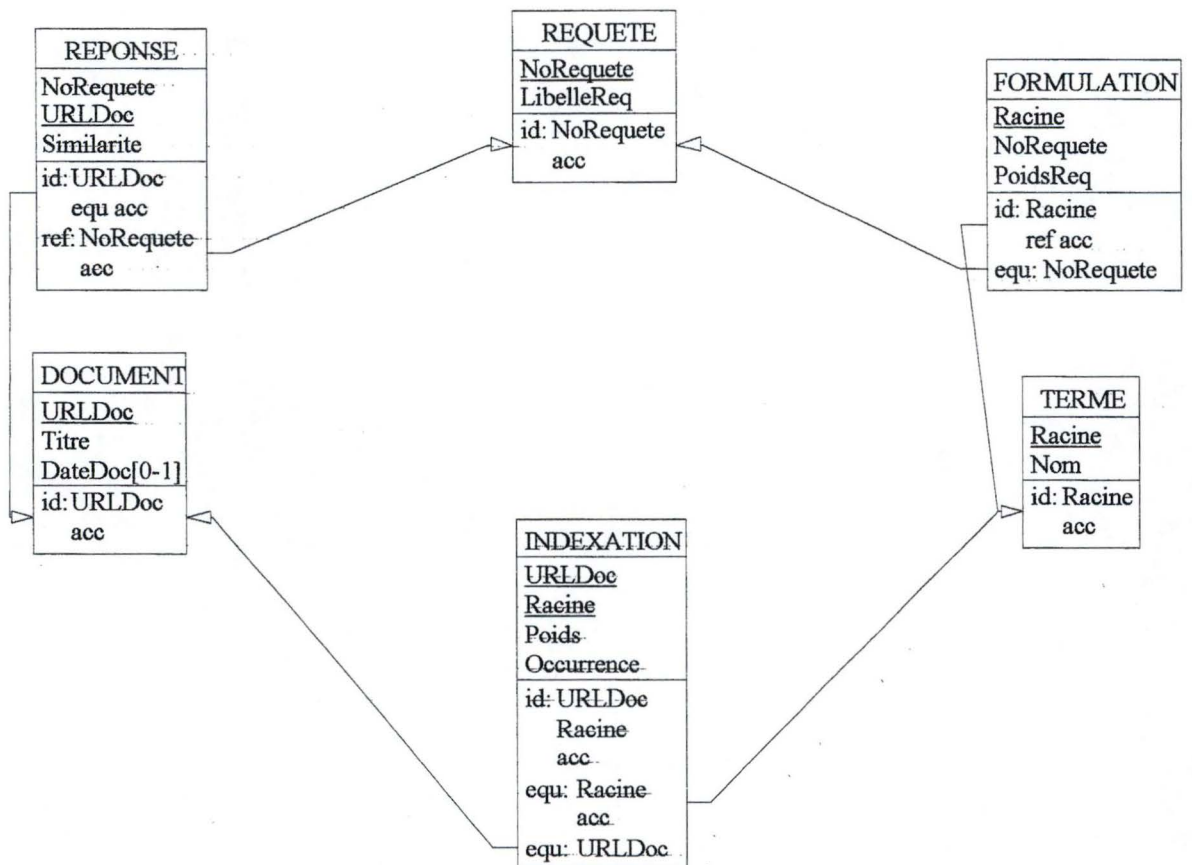 REPONSE
NoRequete
URLDoc
Similarite
id: URLDoc
equ acc
ref: NoRequete
acc
REQUETE
NoRequete
LibelleReq
id: NoRequete
acc
FORMULATION
Racine
NoRequete
PoidsReq
id: Racine
ref acc
equ: NoRequete
DOCUMENT
URLDoc
Titre
DateDoc[0-1]
id: URLDoc
acc
TERME
Racine
Nom
id: Racine
acc
INDEXATION
URLDoc
Racine
Poids
Occurrence
id: URLDoc
Racine
acc
equ: Racine
acc
equ: URLDoc